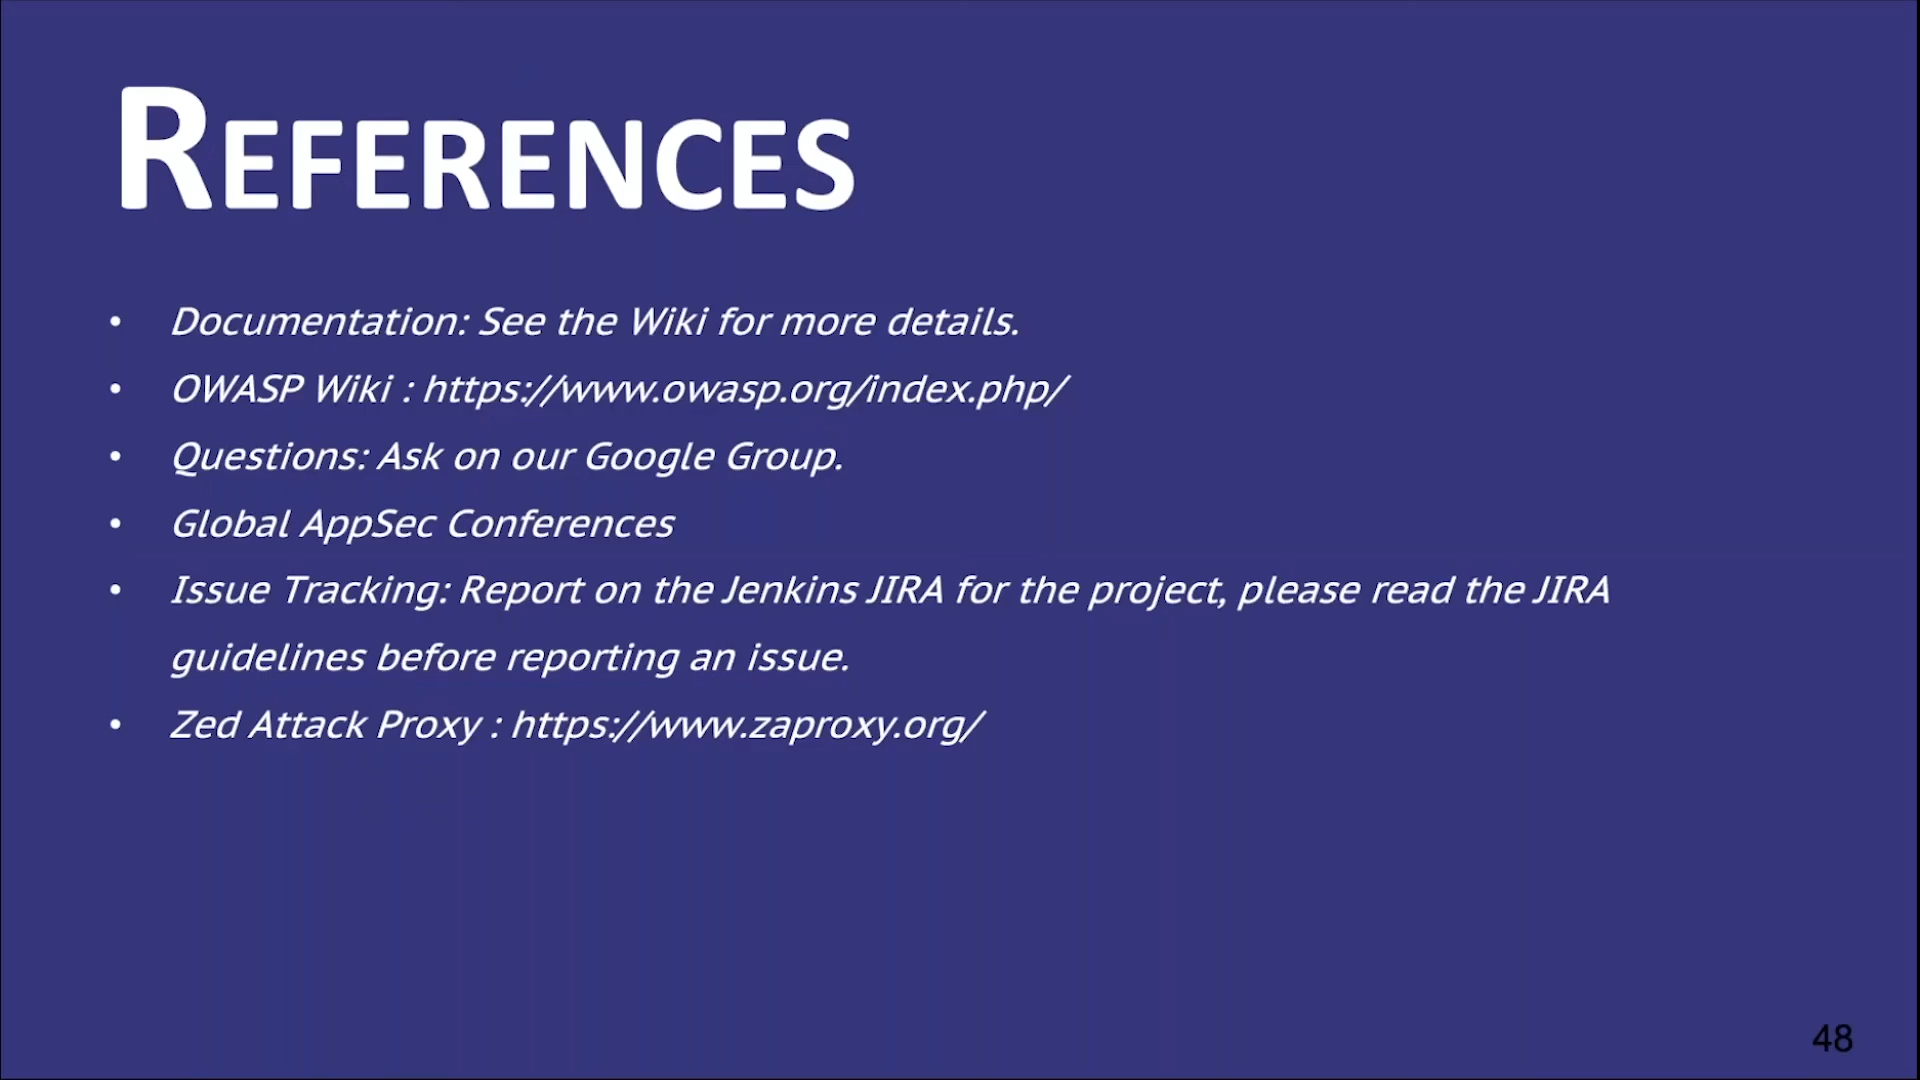 REFERENCES
• Documentation: See the Wiki for more details.
• OWASP Wiki : https://www.owasp.org/index.php/
• Questions: Ask on our Google Group.
• Global AppSec Conferences
• Issue Tracking: Report on the Jenkins JIRA for the project, please read the JIRA
guidelines before reporting an issue.
• Zed Attack Proxy : https://www.zaproxy.org/
48